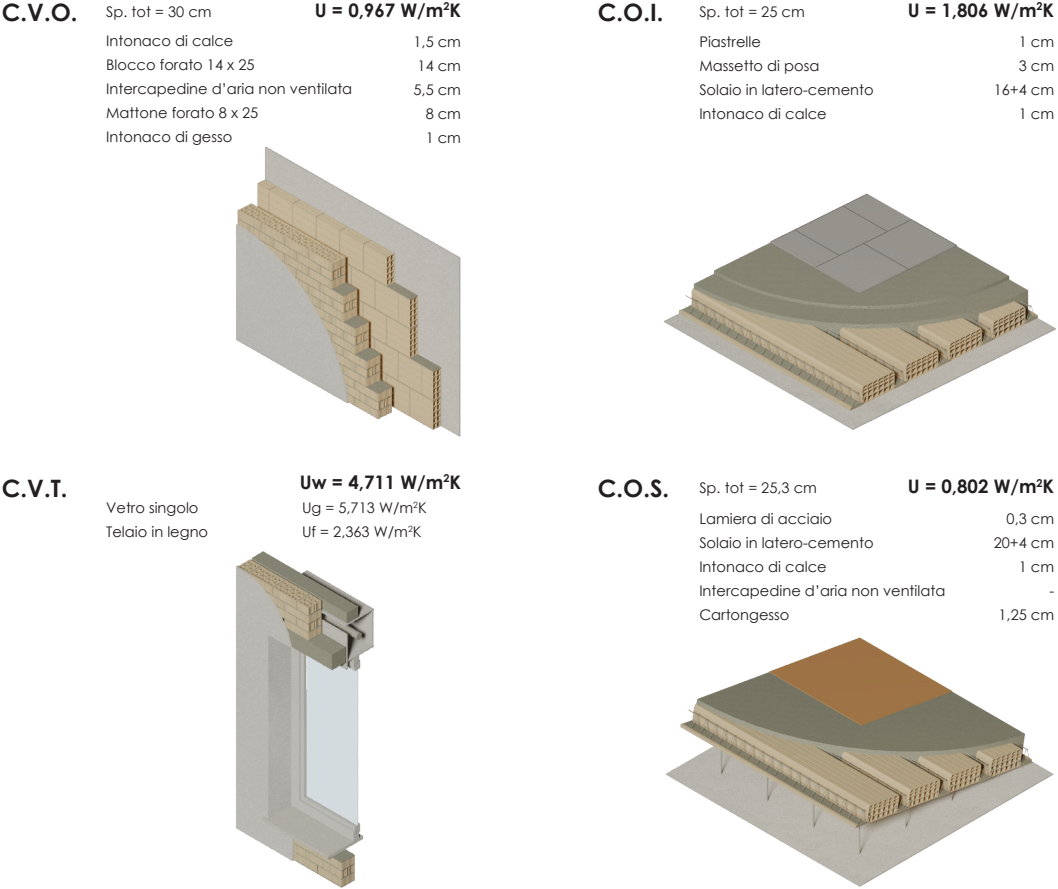 C.V.O. Sp. tot = 30 cm U = 0,967 W/m²K
Intonaco di calce 1,5 cm
Blocco forato 14 x 25 14 cm
Intercapedine d'aria non ventilata 5,5 cm
Mattone forato 8 x 25 8 cm
Intonaco di gesso 1 cm
C.O.I. Sp. tot = 25 cm U = 1,806 W/m²K
Piastrelle 1 cm
Massetto di posa 3 cm
Solaio in latero-cemento 16+4 cm
Intonaco di calce 1 cm
C.V.T. Uw = 4,711 W/m²K
Vetro singolo Ug = 5,713 W/m²K
Telaio in legno Uf = 2,363 W/m²K
C.O.S. Sp. tot = 25,3 cm U = 0,802 W/m²K
Lamiera di acciaio 0,3 cm
Solaio in latero-cemento 20+4 cm
Intonaco di calce 1 cm
Intercapedine d'aria non ventilata -
Cartongesso 1,25 cm